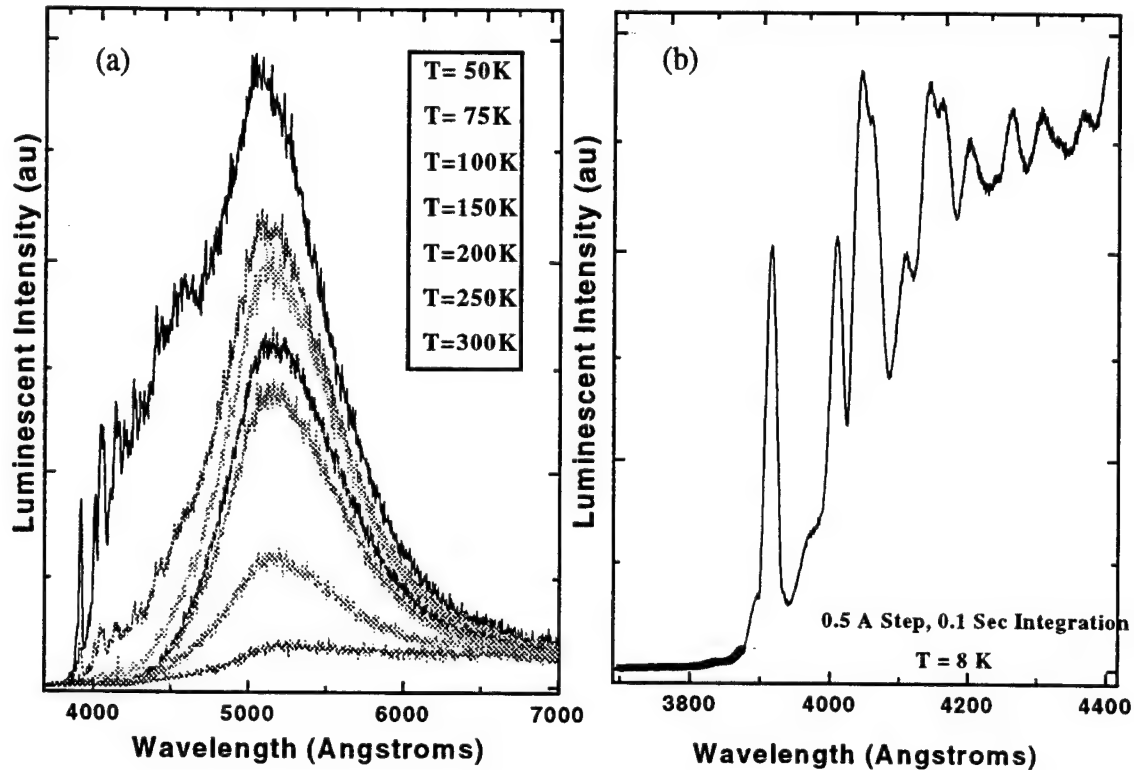 (a)
T= 50K
T= 75K
T=100K
T=150K
T=200K
T=250K
T=300K
Luminescent Intensity (au)
4000 5000 6000 7000
Wavelength (Angstroms)
(b)
Luminescent Intensity (au)
0.5 A Step, 0.1 Sec Integration
T = 8 K
3800 4000 4200 4400
Wavelength (Angstroms)